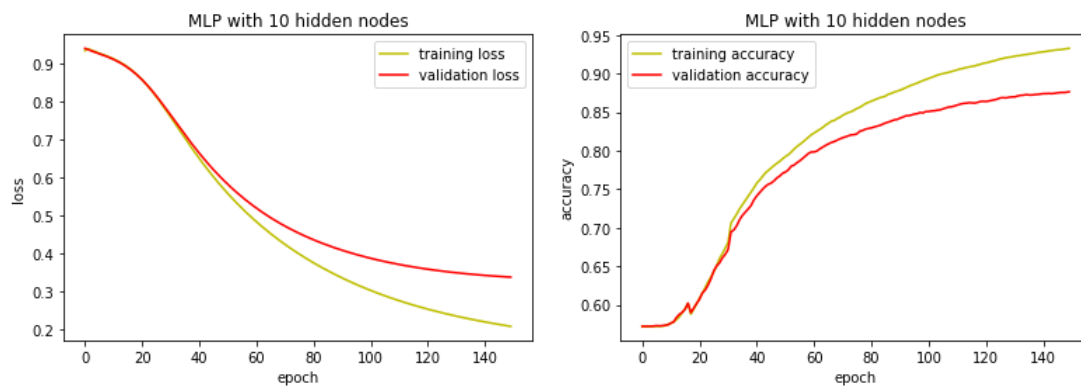 MLP with 10 hidden nodes
training loss
validation loss
0.9
0.8
0.7
0.6
0.5
0.4
0.3
0.2
loss
0 20 40 60 80 100 120 140
epoch
MLP with 10 hidden nodes
training accuracy
validation accuracy
0.95
0.90
0.85
0.80
0.75
0.70
0.65
0.60
accuracy
0 20 40 60 80 100 120 140
epoch